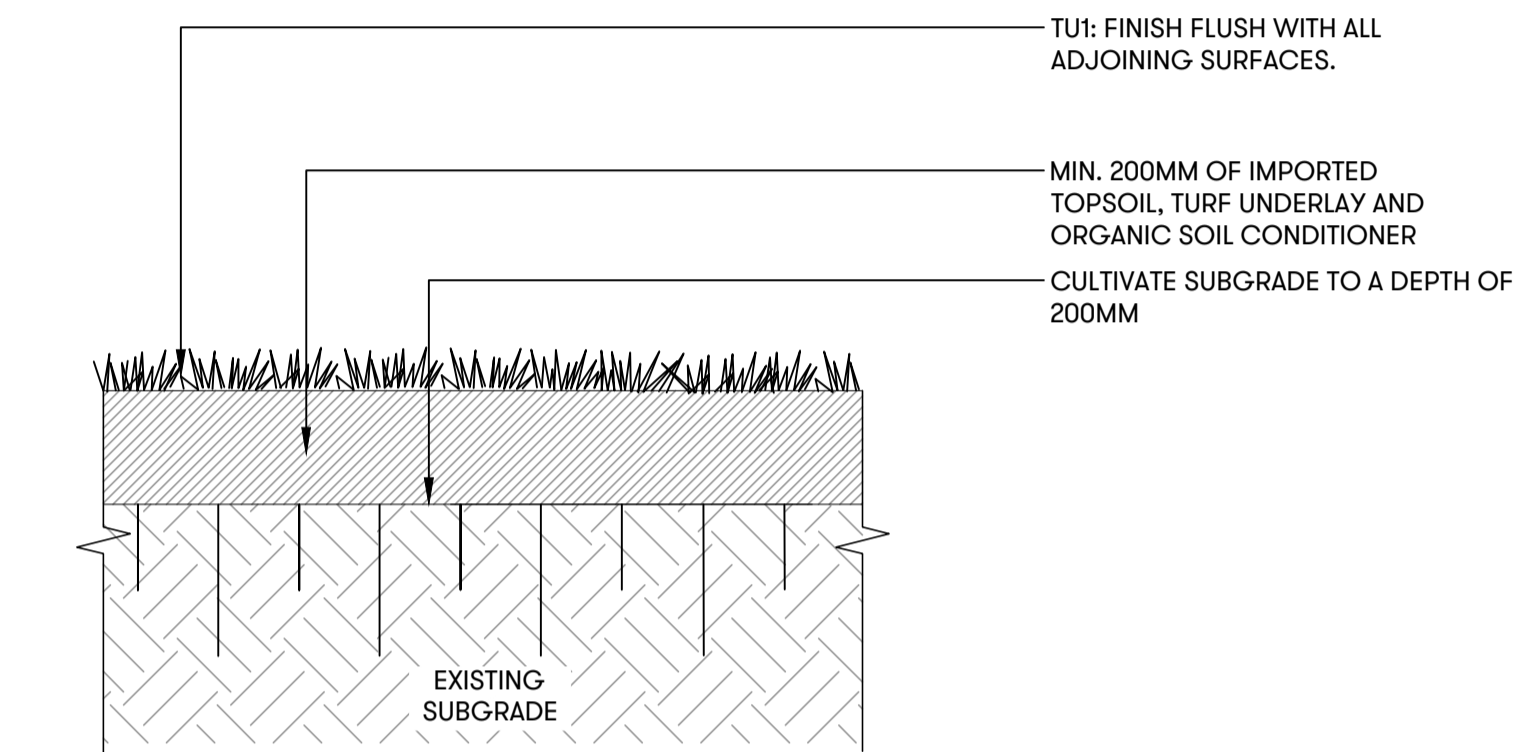 TU1: FINISH FLUSH WITH ALL
ADJOINING SURFACES.
MIN. 200MM OF IMPORTED
TOPSOIL, TURF UNDERLAY AND
ORGANIC SOIL CONDITIONER
CULTIVATE SUBGRADE TO A DEPTH OF
200MM
EXISTING
SUBGRADE